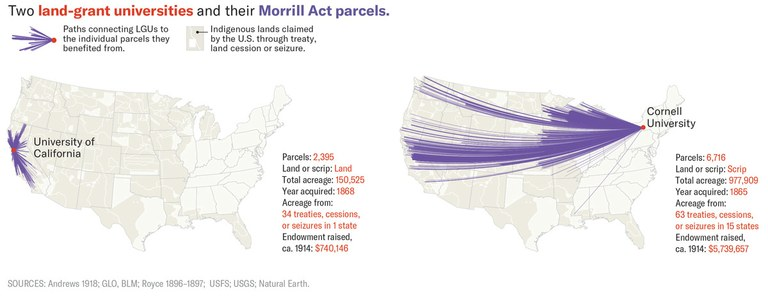 Two land-grant universities and their Morrill Act parcels.
Paths connecting LGUs to
the individual parcels they
benefited from.
Indigenous lands claimed
by the U.S. through treaty,
land cession or seizure.
University of
California
Parcels: 2,395
Land or scrip: Land
Total acreage: 150,525
Year acquired: 1868
Acreage from:
34 treaties, cessions,
or seizures in 1 state
Endowment raised,
ca. 1914: $740,146
Cornell
University
Parcels: 6,716
Land or scrip: Scrip
Total acreage: 977,909
Year acquired: 1865
Acreage from:
63 treaties, cessions,
or seizures in 15 states
Endowment raised,
ca. 1914: $5,739,657
SOURCES: Andrews 1918; GLO, BLM; Royce 1896–1897; USFS; USGS; Natural Earth.